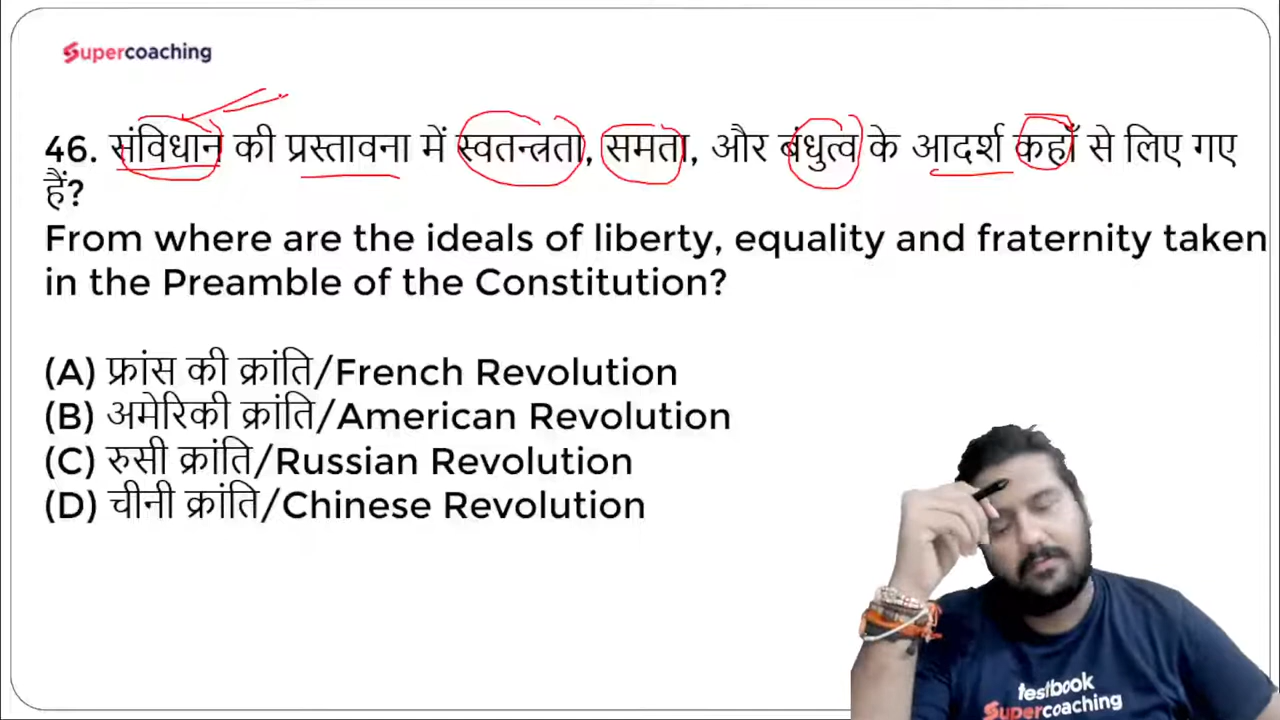 Supercoaching
46. संविधान की प्रस्तावना में स्वतन्त्रता, समता, और बंधुत्व के आदर्श कहाँ से लिए गए
हैं?
From where are the ideals of liberty, equality and fraternity taken
in the Preamble of the Constitution?
(A) फ्रांस की क्रांति/French Revolution
(B) अमेरिकी क्रांति/American Revolution
(C) रुसी क्रांति/Russian Revolution
(D) चीनी क्रांति/Chinese Revolution
testbook
Supercoaching